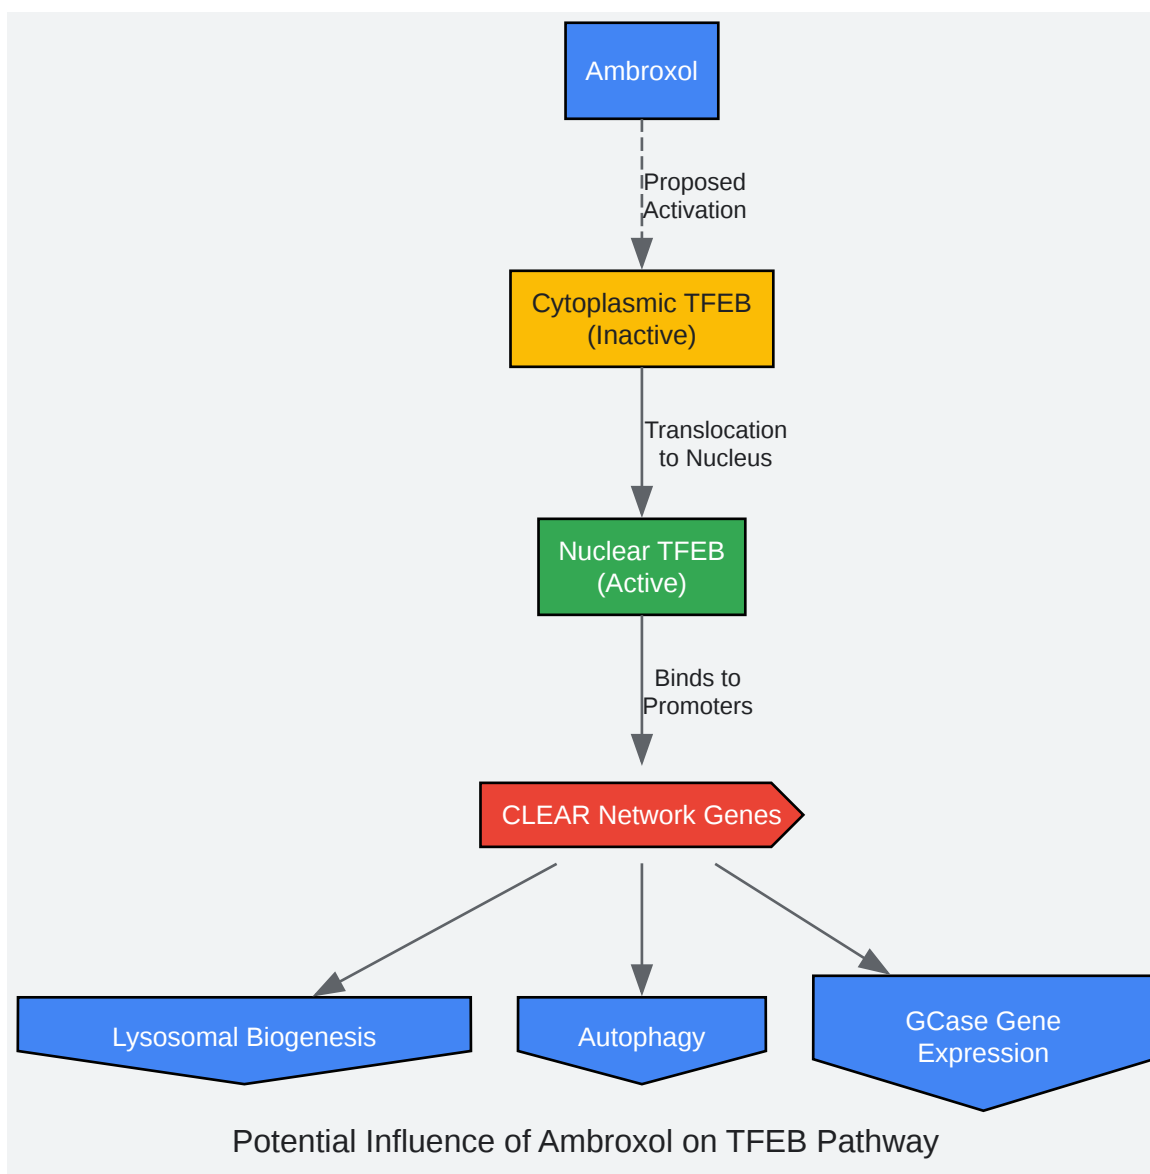 Ambroxol
Proposed
Activation
Cytoplasmic TFEB
(Inactive)
Translocation
to Nucleus
Nuclear TFEB
(Active)
Binds to
Promoters
CLEAR Network Genes
Lysosomal Biogenesis
Autophagy
GCase Gene
Expression
Potential Influence of Ambroxol on TFEB Pathway